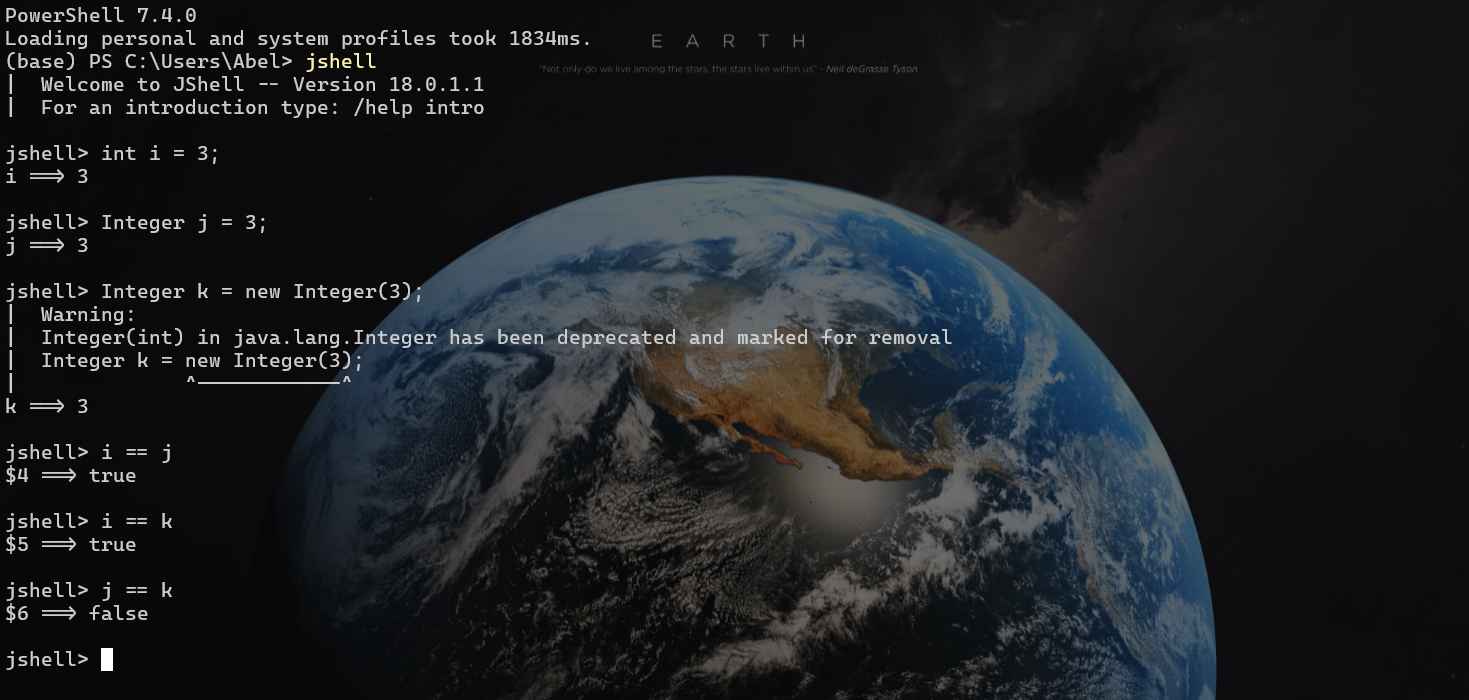 PowerShell 7.4.0
Loading personal and system profiles took 1834ms.
EARTH
"Not only do we live among the stars, the stars live within us" - Neil deGrasse Tyson
(base) PS C:\Users\Abel> jshell
|  Welcome to JShell -- Version 18.0.1.1
|  For an introduction type: /help intro
jshell> int i = 3;
i ==> 3
jshell> Integer j = 3;
j ==> 3
jshell> Integer k = new Integer(3);
|  Warning:
|  Integer(int) in java.lang.Integer has been deprecated and marked for removal
|  Integer k = new Integer(3);
|              ^------------^
k ==> 3
jshell> i == j
$4 ==> true
jshell> i == k
$5 ==> true
jshell> j == k
$6 ==> false
jshell>